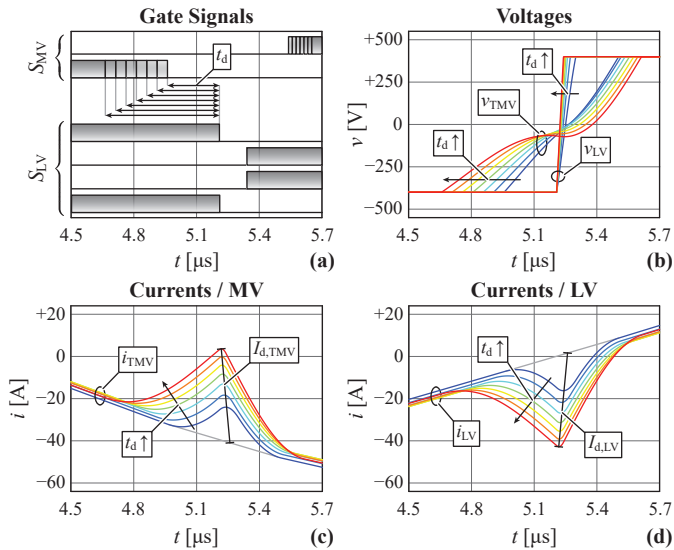 Gate Signals
S_MV
t_d
S_LV
4.5 4.8 5.1 5.4 5.7
t [μs]
(a)
Voltages
+500
+250
0
−250
−500
v [V]
t_d ↑
v_TMV
t_d ↑
v_LV
4.5 4.8 5.1 5.4 5.7
t [μs]
(b)
Currents / MV
+20
0
−20
−40
−60
i [A]
i_TMV
I_d,TMV
t_d ↑
4.5 4.8 5.1 5.4 5.7
t [μs]
(c)
Currents / LV
+20
0
−20
−40
−60
i [A]
t_d ↑
i_LV
I_d,LV
4.5 4.8 5.1 5.4 5.7
t [μs]
(d)